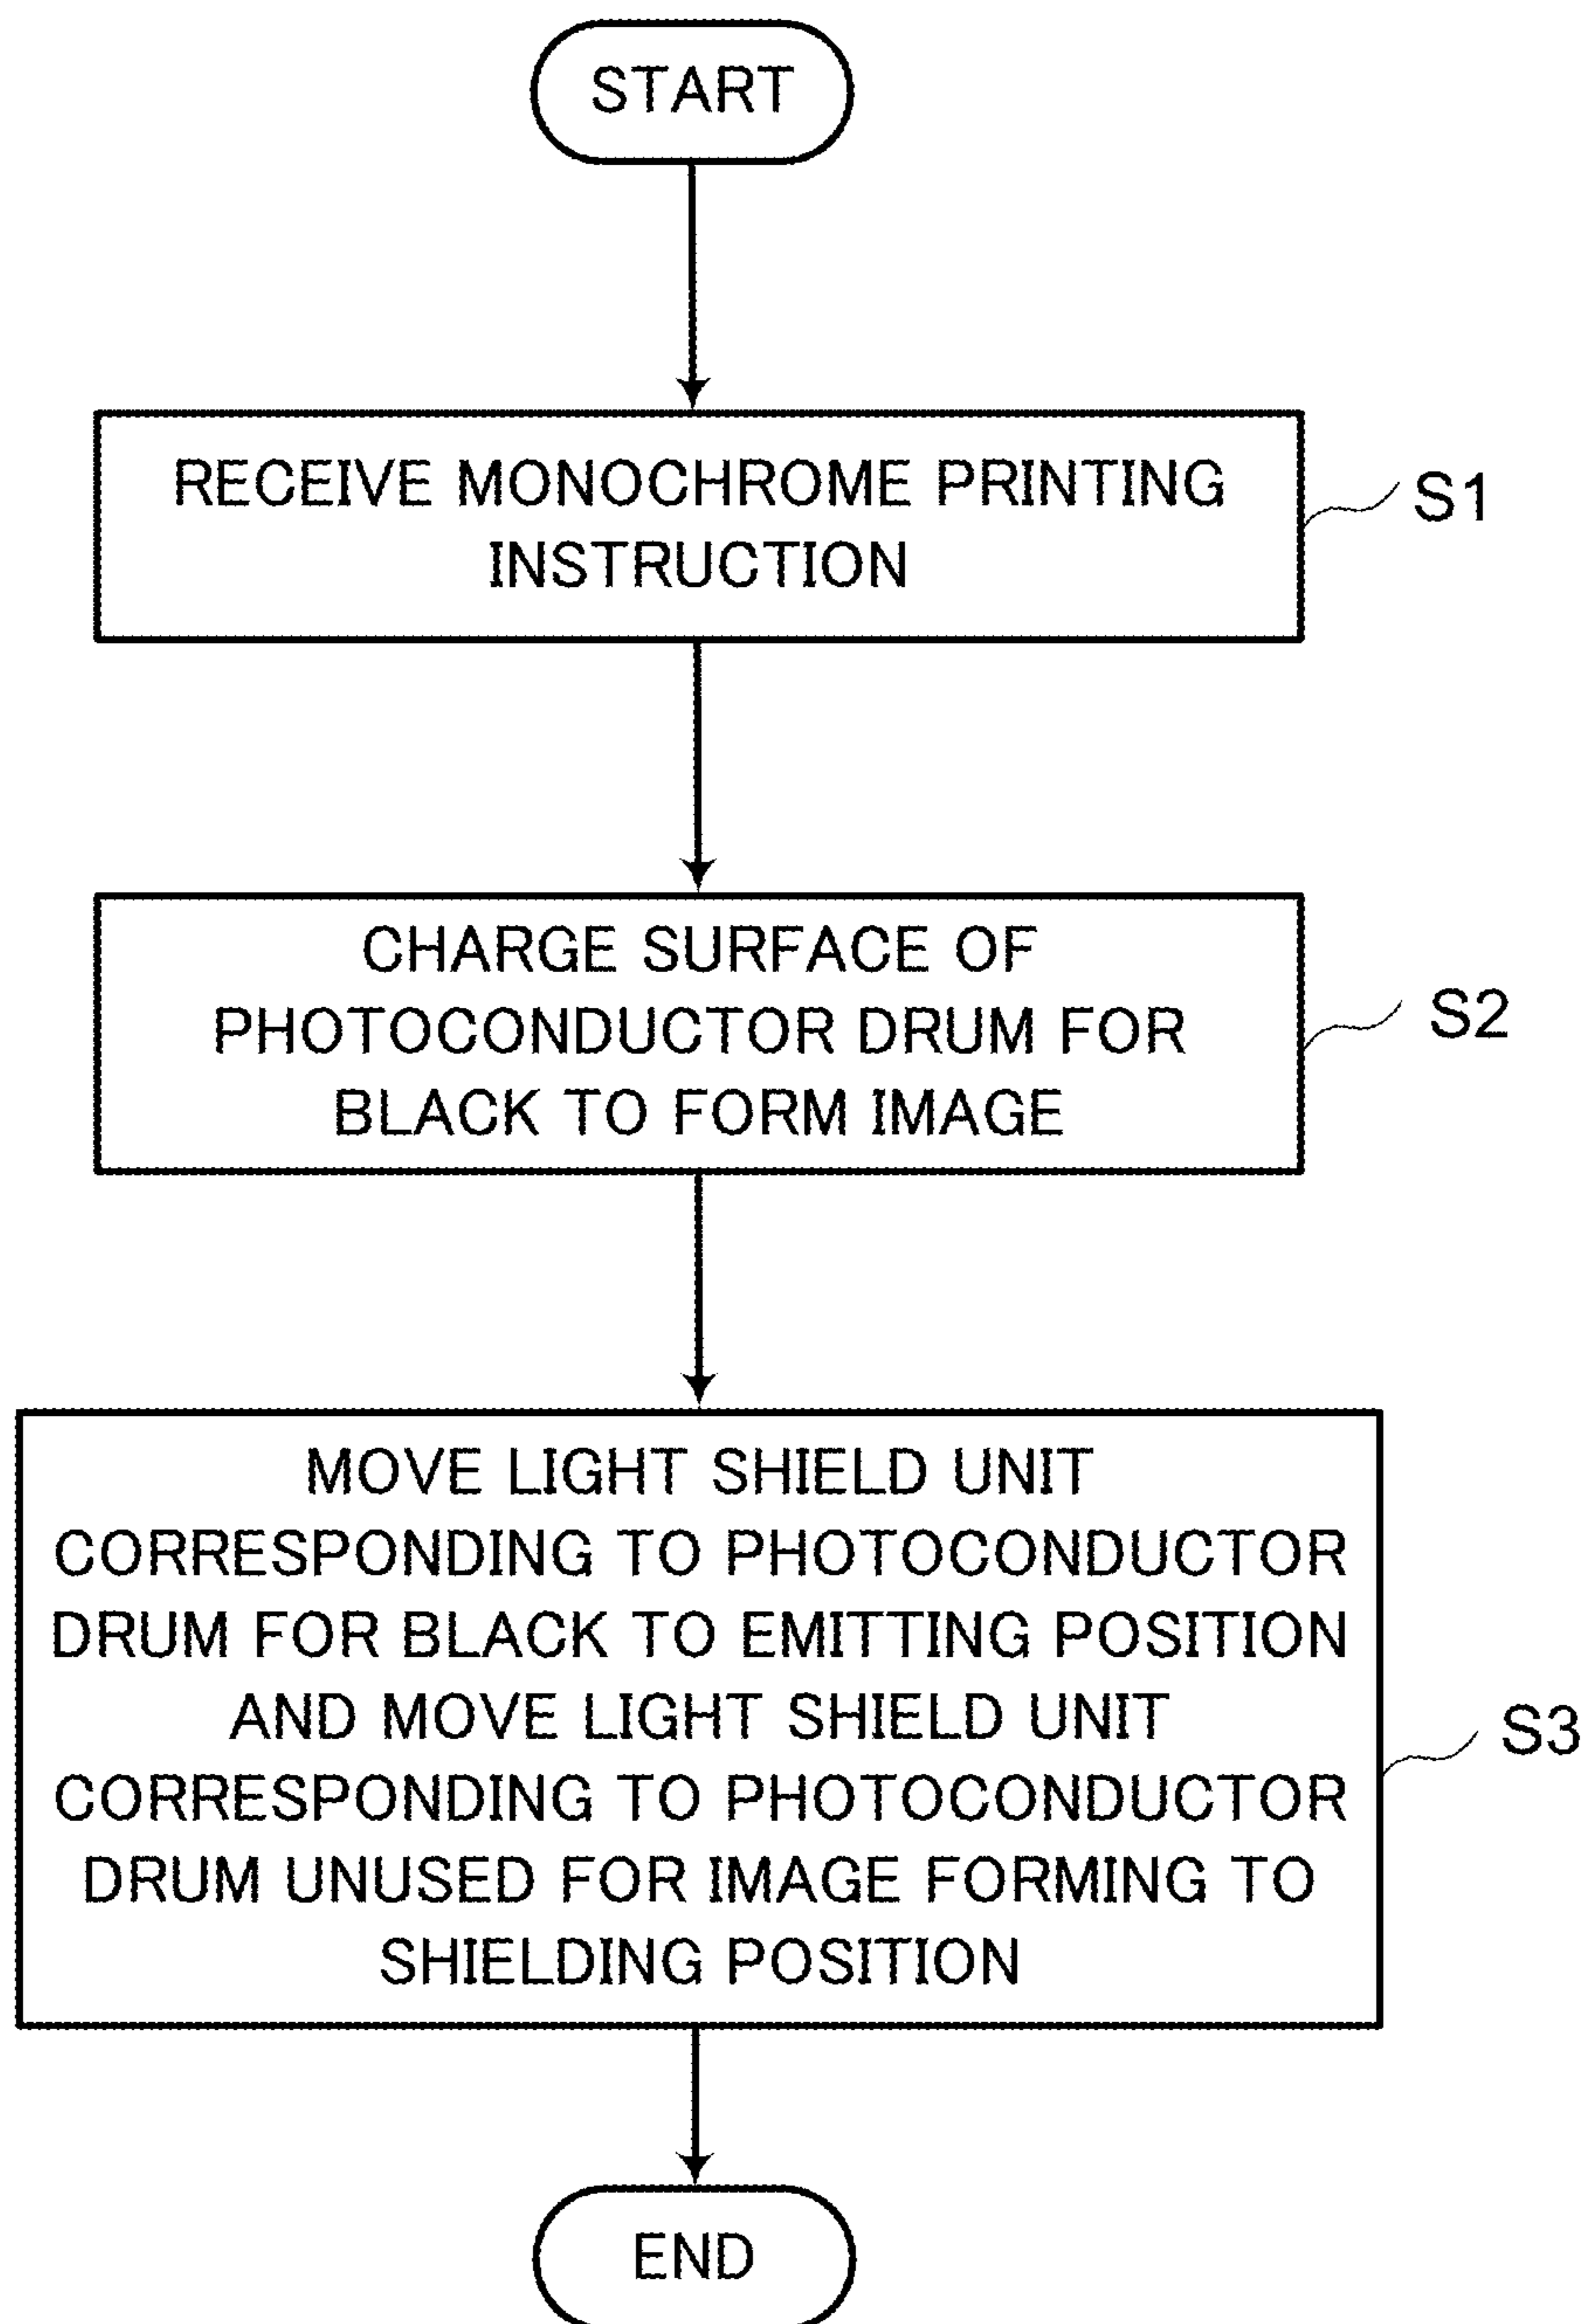 START
RECEIVE MONOCHROME PRINTING
INSTRUCTION
S1
CHARGE SURFACE OF
PHOTOCONDUCTOR DRUM FOR
BLACK TO FORM IMAGE
S2
MOVE LIGHT SHIELD UNIT
CORRESPONDING TO PHOTOCONDUCTOR
DRUM FOR BLACK TO EMITTING POSITION
AND MOVE LIGHT SHIELD UNIT
CORRESPONDING TO PHOTOCONDUCTOR
DRUM UNUSED FOR IMAGE FORMING TO
SHIELDING POSITION
S3
END